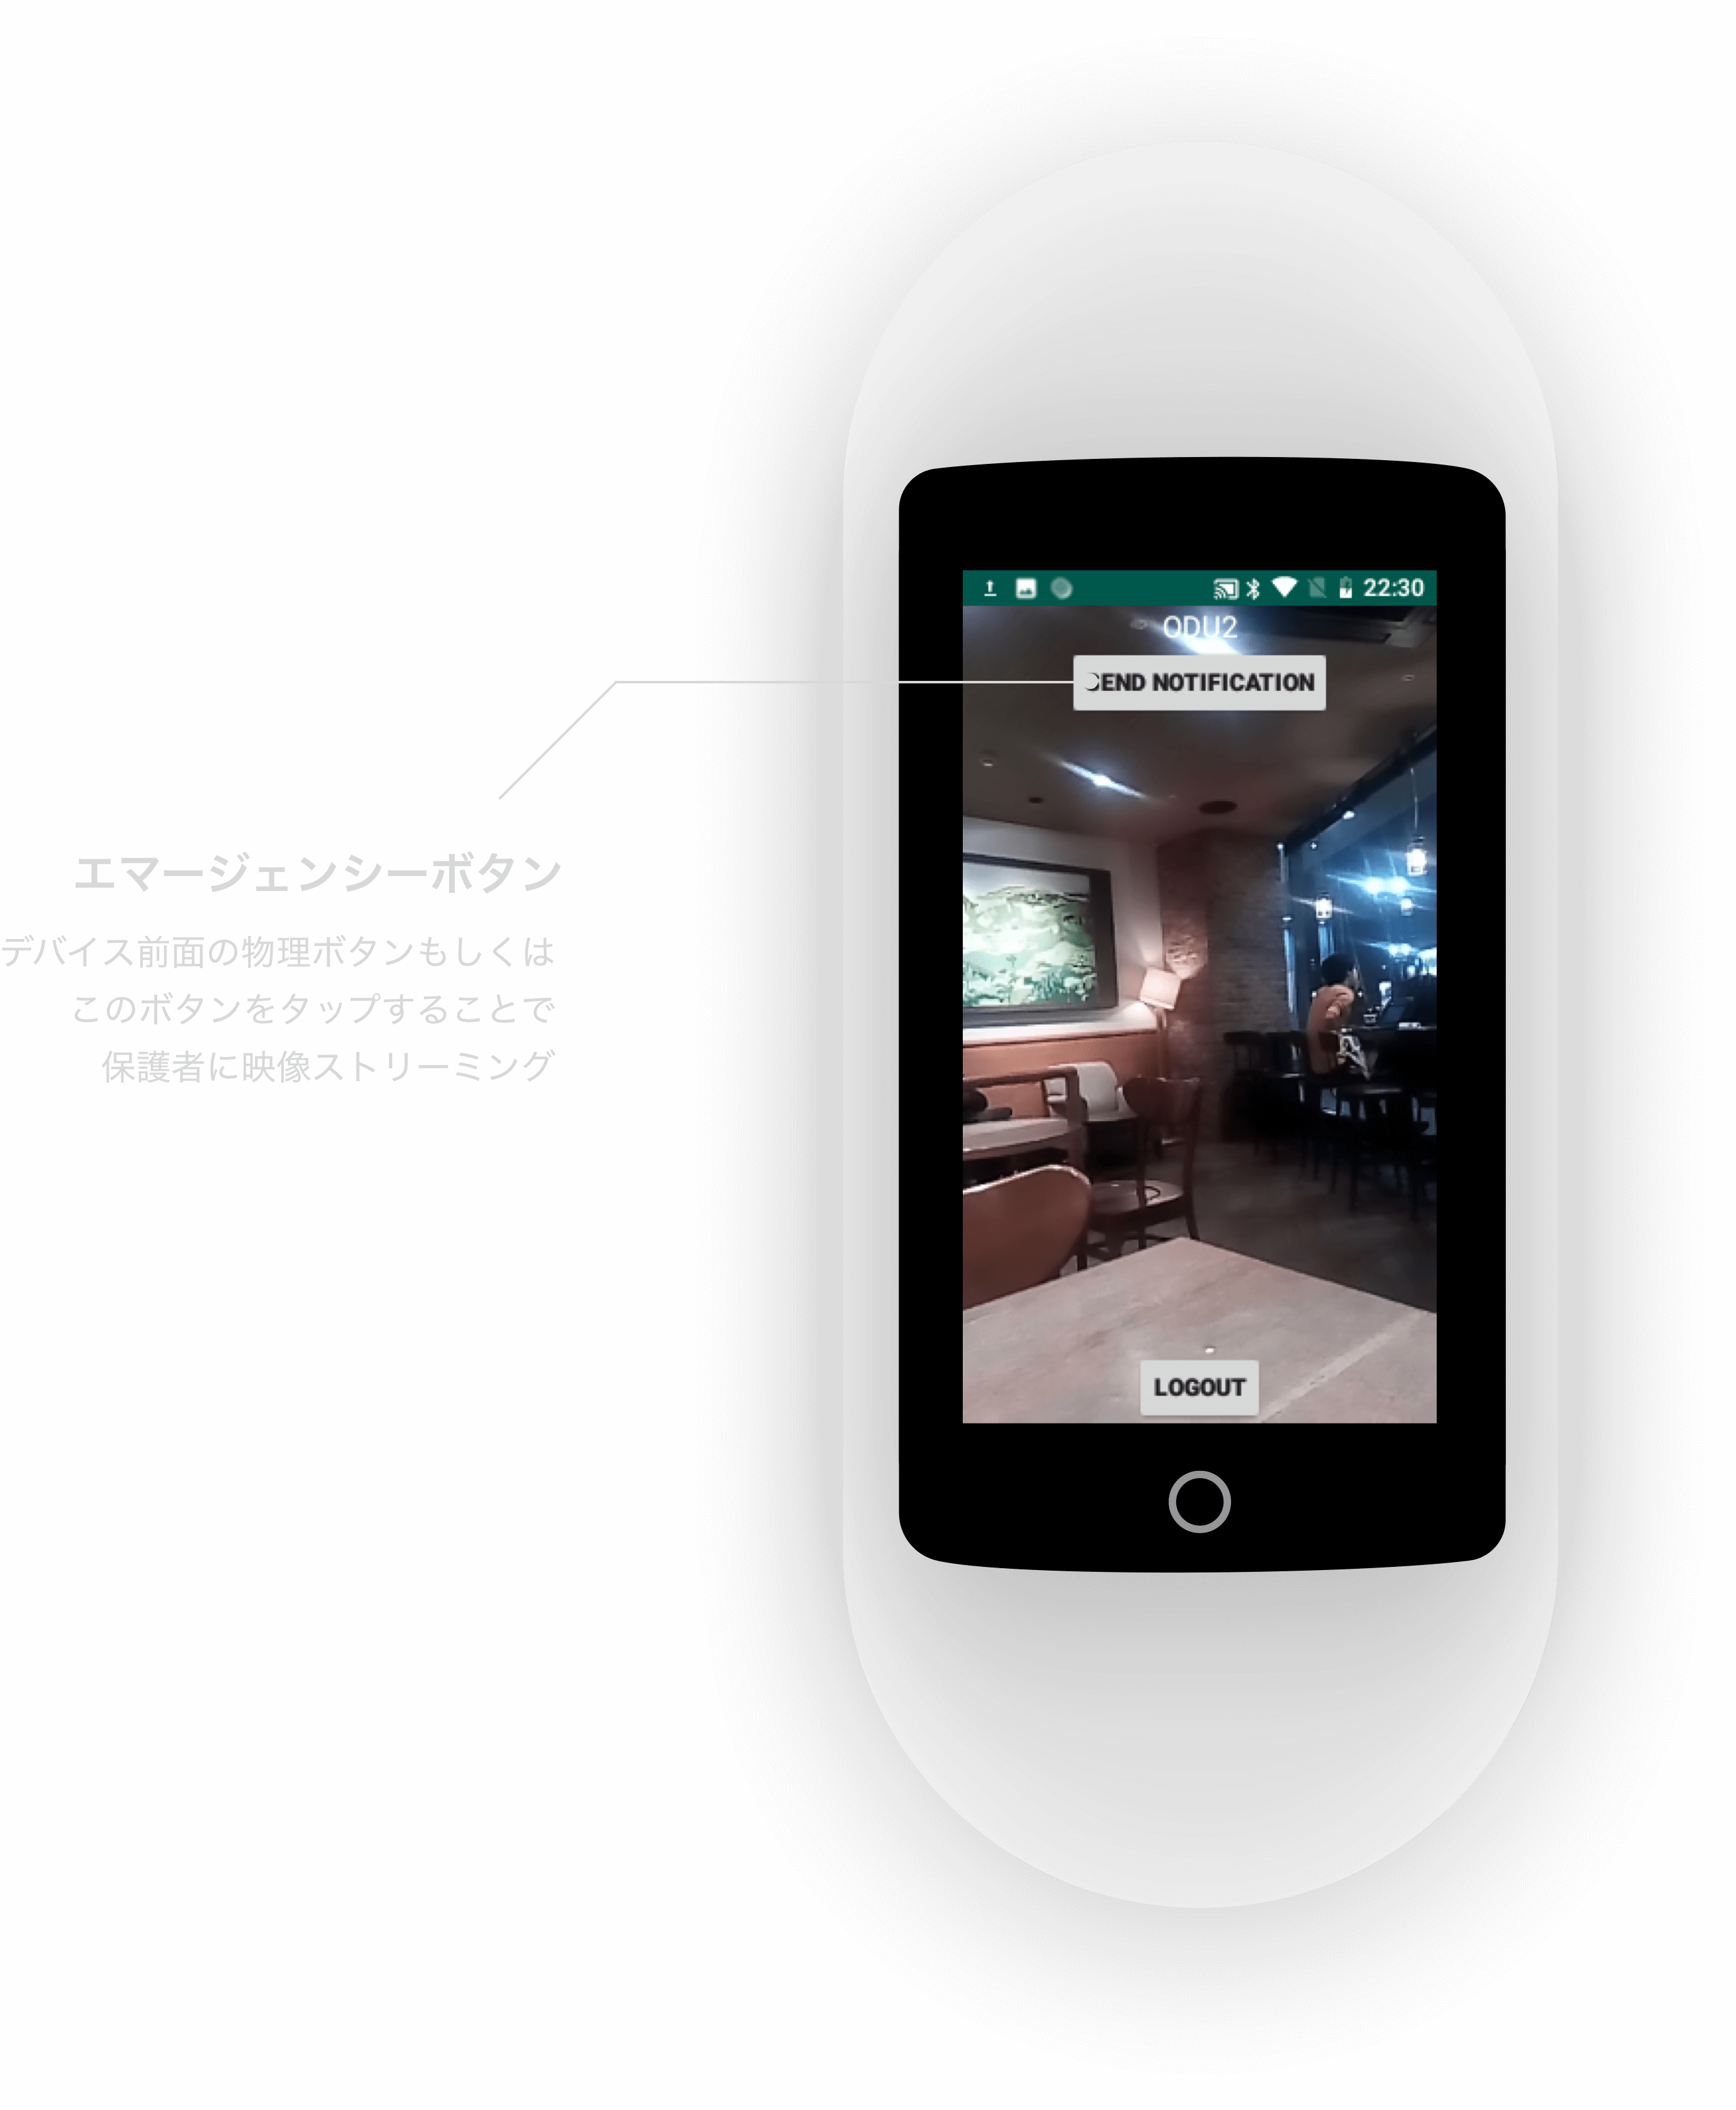 22:30
ODU2
SEND NOTIFICATION
エマージェンシーボタン
デバイス前面の物理ボタンもしくは
このボタンをタップすることで
保護者に映像ストリーミング
LOGOUT